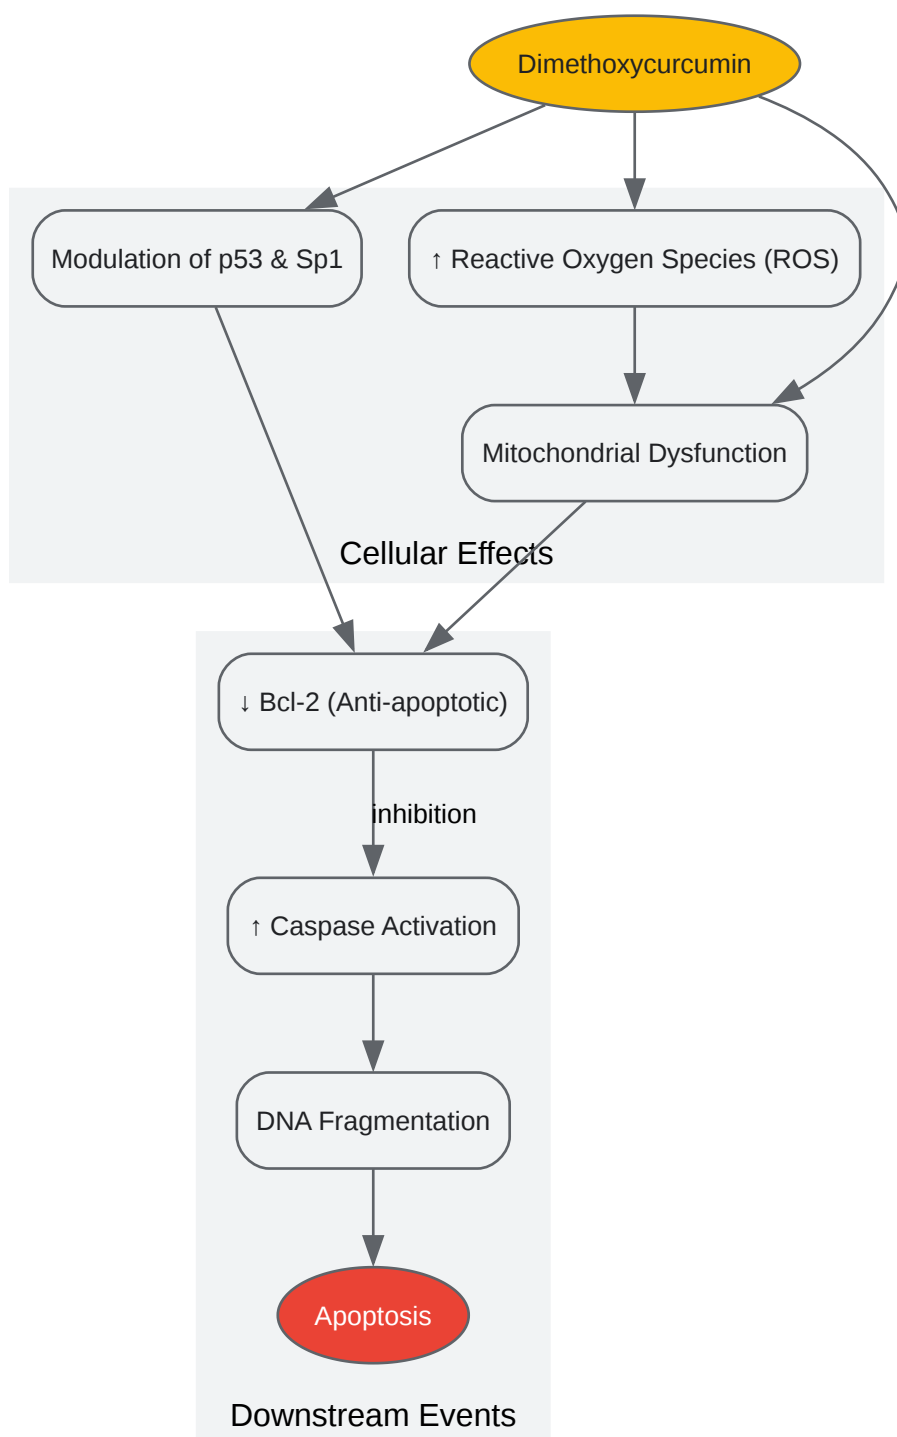 Dimethoxycurcumin
Modulation of p53 & Sp1
↑ Reactive Oxygen Species (ROS)
Mitochondrial Dysfunction
Cellular Effects
↓ Bcl-2 (Anti-apoptotic)
inhibition
↑ Caspase Activation
DNA Fragmentation
Apoptosis
Downstream Events